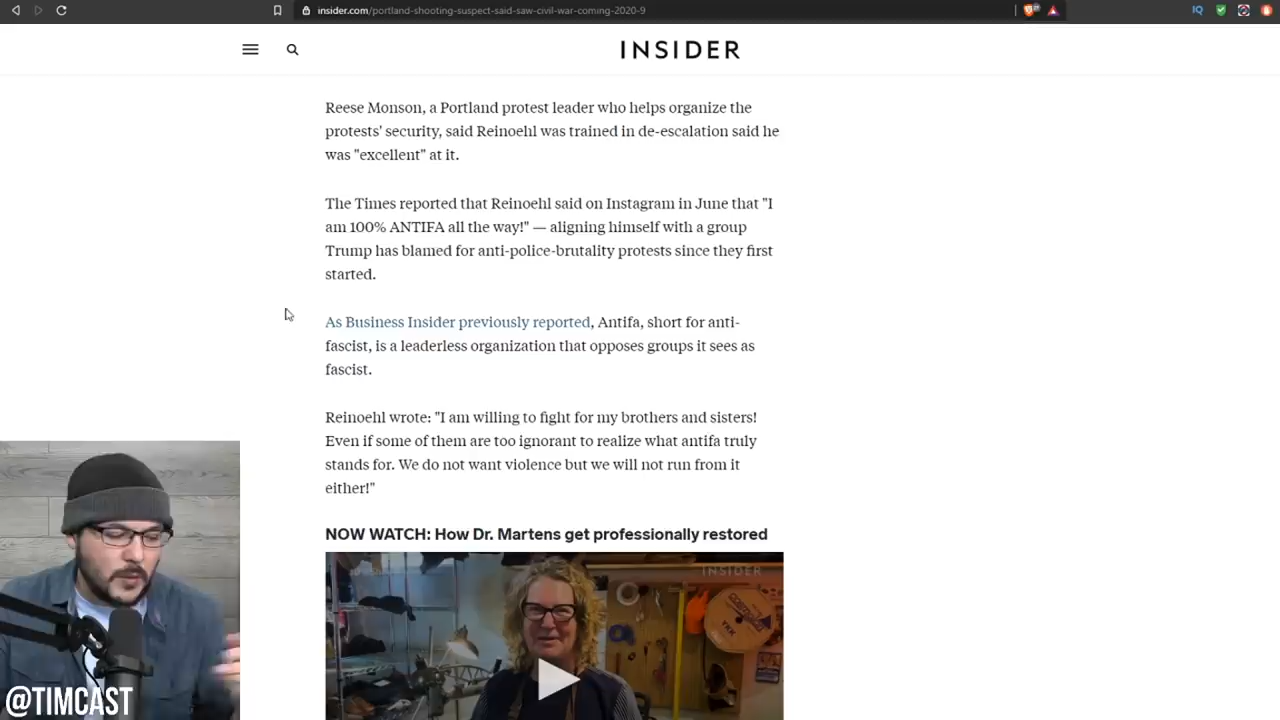 insider.com/portland-shooting-suspect-said-saw-civil-war-coming-2020-9
INSIDER
Reese Monson, a Portland protest leader who helps organize the
protests' security, said Reinoehl was trained in de-escalation said he
was "excellent" at it.
The Times reported that Reinoehl said on Instagram in June that "I
am 100% ANTIFA all the way!" — aligning himself with a group
Trump has blamed for anti-police-brutality protests since they first
started.
As Business Insider previously reported, Antifa, short for anti-
fascist, is a leaderless organization that opposes groups it sees as
fascist.
Reinoehl wrote: "I am willing to fight for my brothers and sisters!
Even if some of them are too ignorant to realize what antifa truly
stands for. We do not want violence but we will not run from it
either!"
NOW WATCH: How Dr. Martens get professionally restored
INSIDER
YKK
@TIMCAST